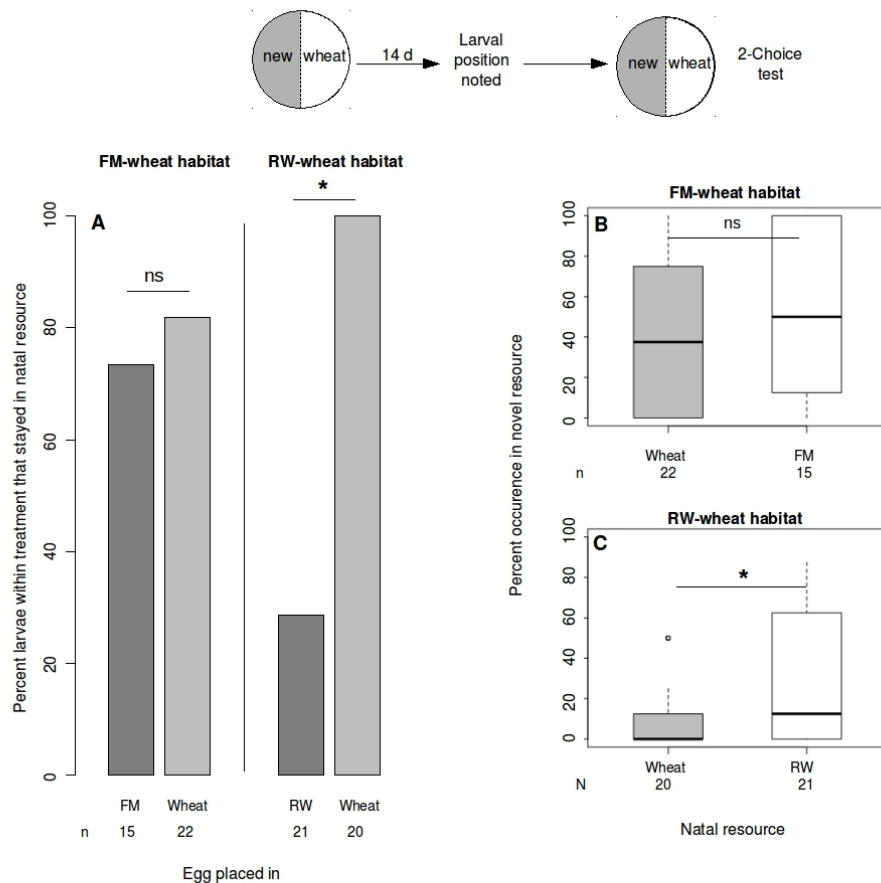 new wheat
14 d
Larval
position
noted
new wheat
2-Choice
test
FM-wheat habitat
RW-wheat habitat
A
ns
*
Percent larvae within treatment that stayed in natal resource
100
80
60
40
20
0
FM Wheat RW Wheat
n 15 22 21 20
Egg placed in
Percent occurence in novel resource
FM-wheat habitat
B
ns
100
80
60
40
20
0
Wheat FM
n 22 15
RW-wheat habitat
C
*
100
80
60
40
20
0
Wheat RW
N 20 21
Natal resource